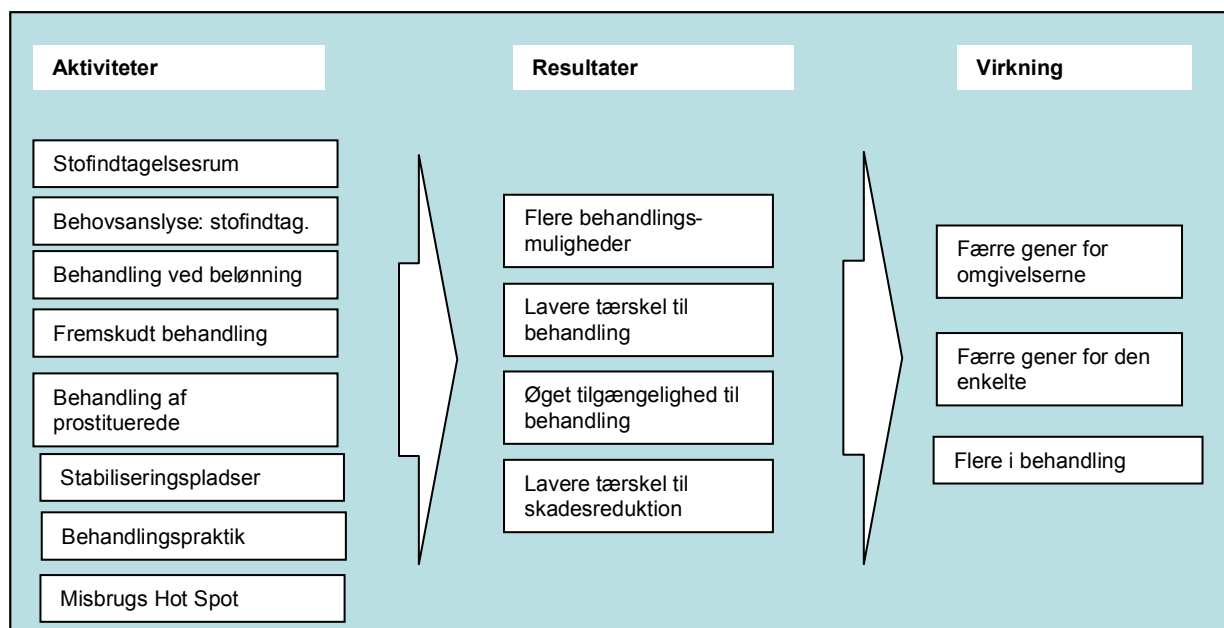 Aktiviteter
Stofindtagelsesrum
Behovsanslyse: stofindtag.
Behandling ved belønning
Fremskudt behandling
Behandling af
prostituerede
Stabiliseringspladser
Behandlingspraktik
Misbrugs Hot Spot
Resultater
Flere behandlings-
muligheder
Lavere tærskel til
behandling
Øget tilgængelighed til
behandling
Lavere tærskel til
skadesreduktion
Virkning
Færre gener for
omgivelserne
Færre gener for den
enkelte
Flere i behandling